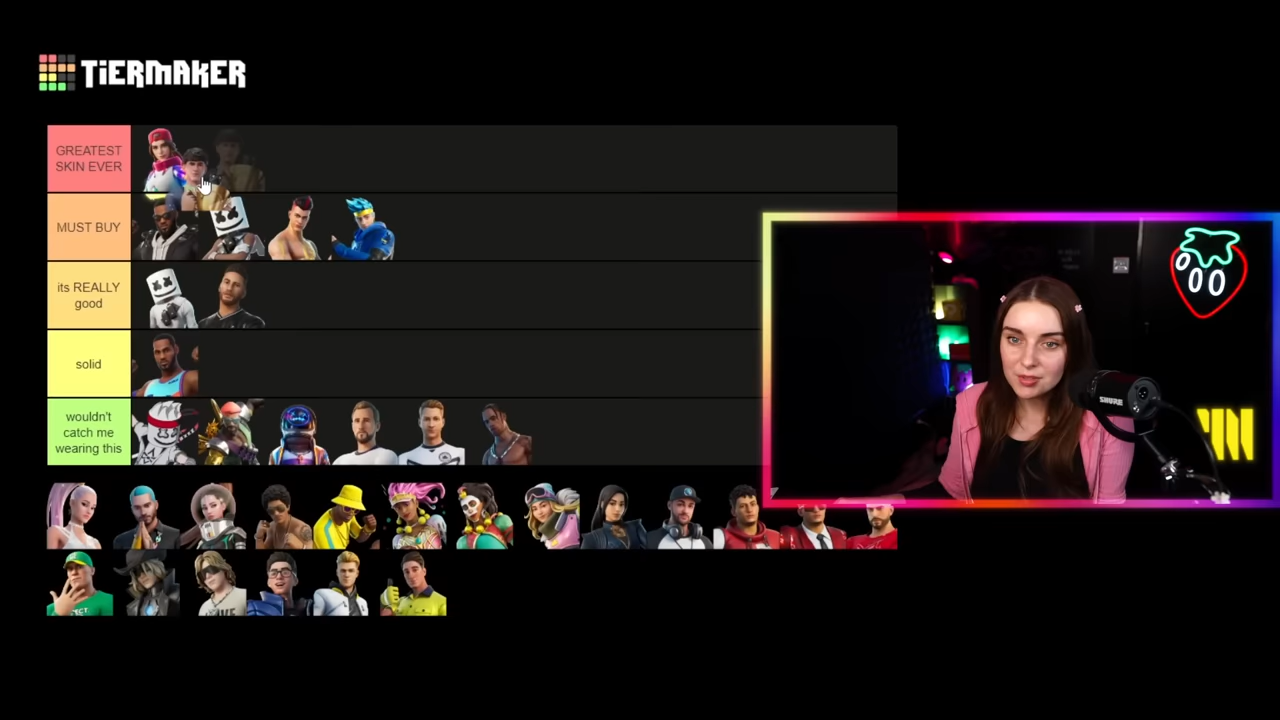 TiERMAKER
GREATEST
SKIN EVER
MUST BUY
its REALLY
good
solid
wouldn't
catch me
wearing this
SHURE